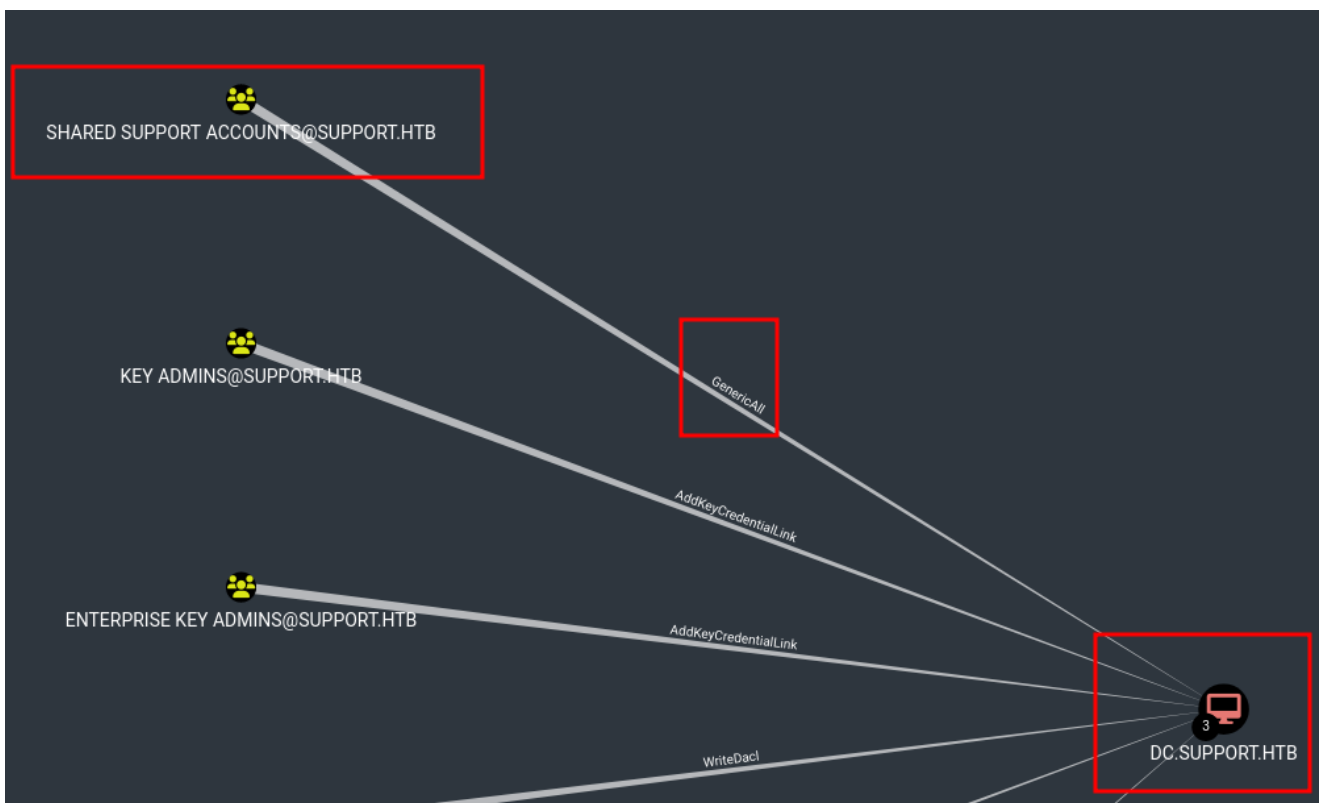 SHARED SUPPORT ACCOUNTS@SUPPORT.HTB
KEY ADMINS@SUPPORT.HTB
GenericAll
AddKeyCredentialLink
ENTERPRISE KEY ADMINS@SUPPORT.HTB
AddKeyCredentialLink
3
DC.SUPPORT.HTB
WriteDacl